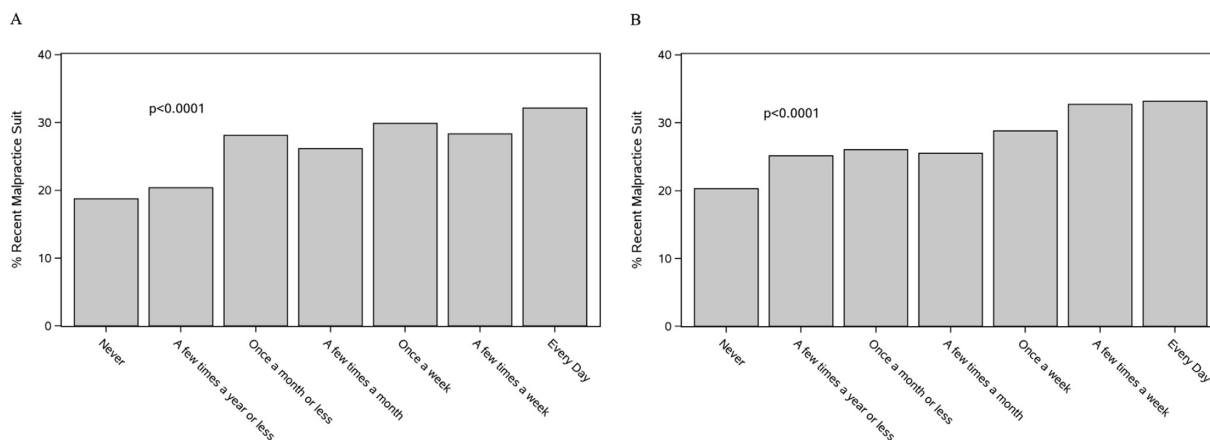 A
% Recent Malpractice Suit
40
30
20
10
0
p<0.0001
Never
A few times a year or less
Once a month or less
A few times a month
Once a week
A few times a week
Every Day
B
% Recent Malpractice Suit
40
30
20
10
0
p<0.0001
Never
A few times a year or less
Once a month or less
A few times a month
Once a week
A few times a week
Every Day